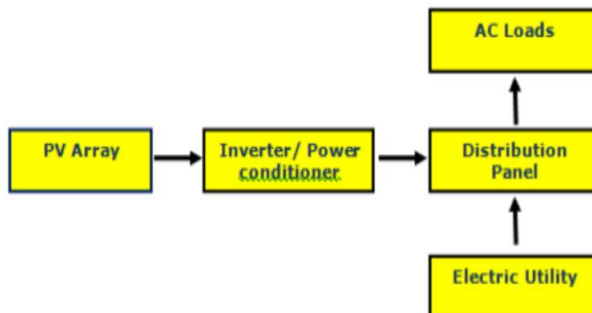 AC Loads
PV Array
Inverter/ Power
conditioner
Distribution
Panel
Electric Utility